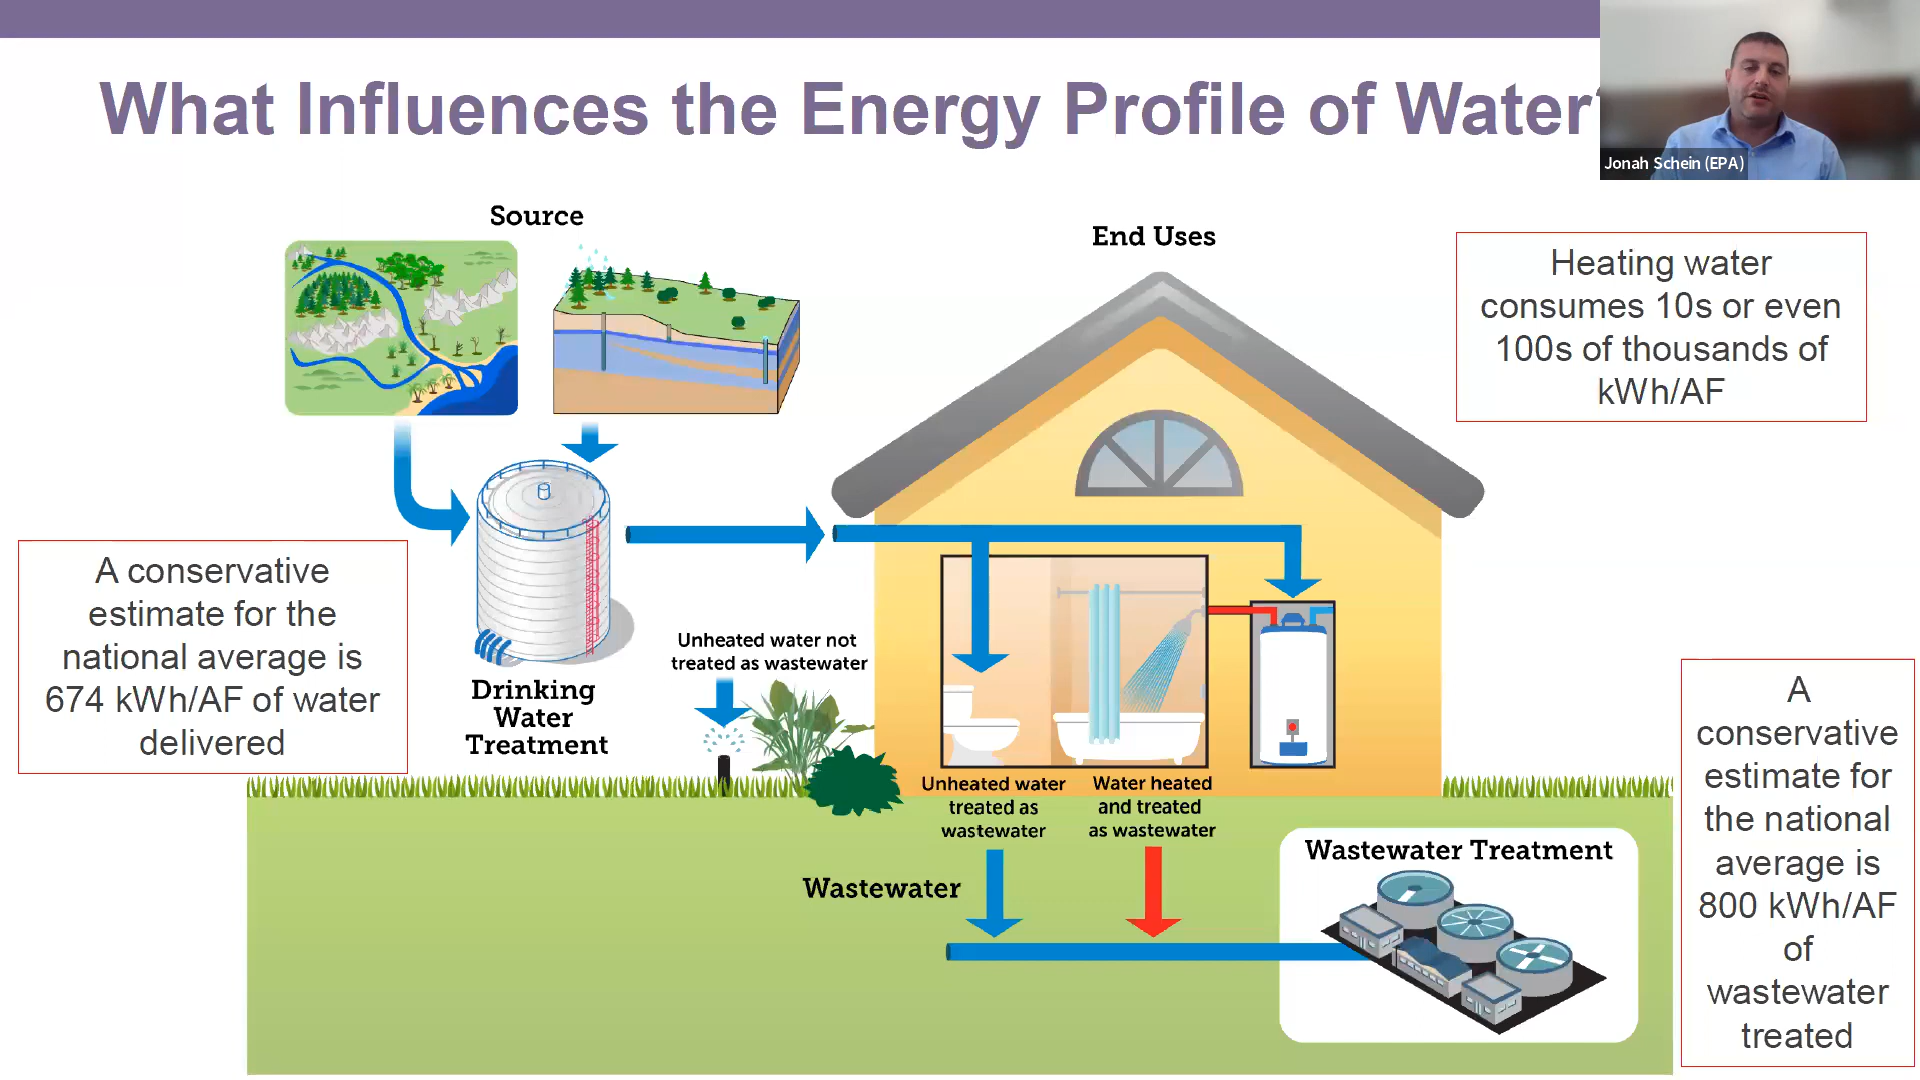 What Influences the Energy Profile of Water?
Jonah Schein (EPA)
Source
End Uses
Heating water
consumes 10s or even
100s of thousands of
kWh/AF
A conservative
estimate for the
national average is
674 kWh/AF of water
delivered
Drinking
Water
Treatment
Unheated water not
treated as wastewater
Unheated water
treated as
wastewater
Water heated
and treated
as wastewater
Wastewater
Wastewater Treatment
A
conservative
estimate for
the national
average is
800 kWh/AF
of
wastewater
treated